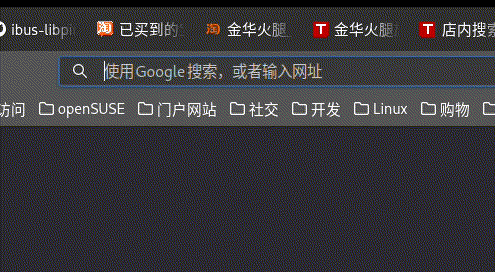 ibus-libpi 已买到的 金华火腿 金华火腿 店内搜索
使用Google搜索，或者输入网址
访问 openSUSE 门户网站 社交 开发 Linux 购物